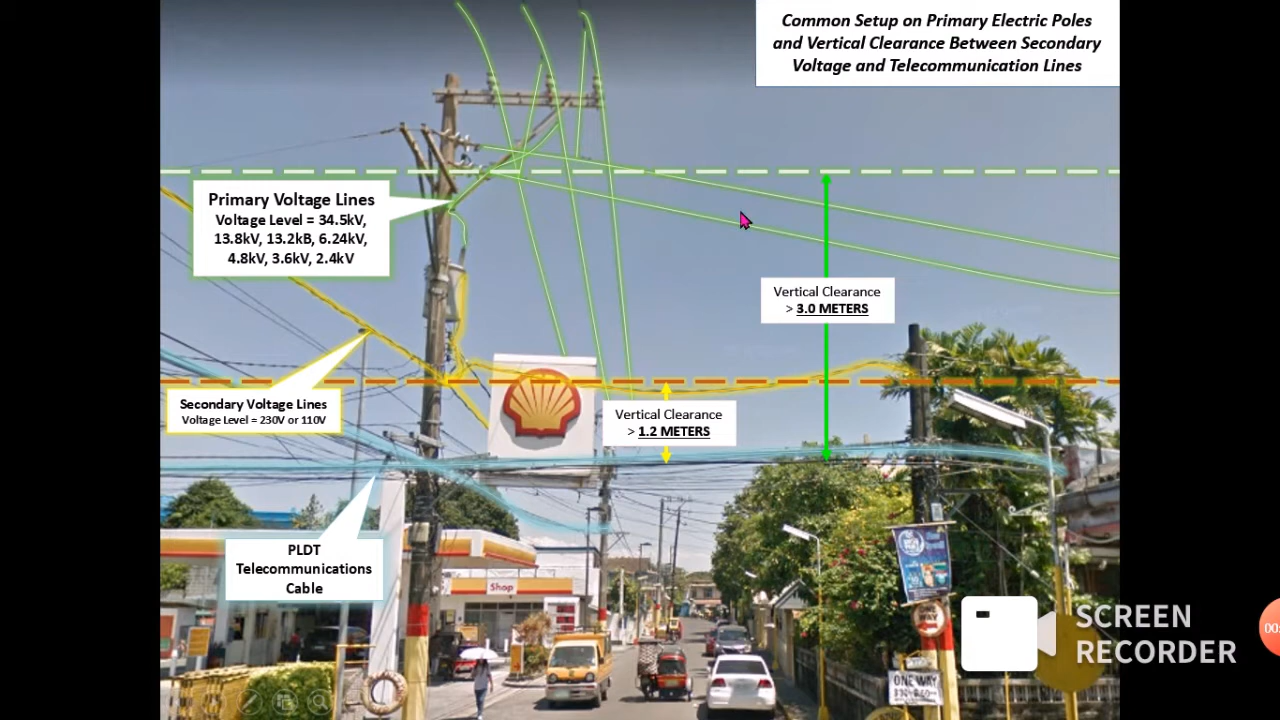 Common Setup on Primary Electric Poles
and Vertical Clearance Between Secondary
Voltage and Telecommunication Lines
Primary Voltage Lines
Voltage Level = 34.5kV,
13.8kV, 13.2kB, 6.24kV,
4.8kV, 3.6kV, 2.4kV
Vertical Clearance
> 3.0 METERS
Secondary Voltage Lines
Voltage Level = 230V or 110V
Vertical Clearance
> 1.2 METERS
PLDT
Telecommunications
Cable
Shop
WAY
ONE WAY
SCREEN
RECORDER
00: